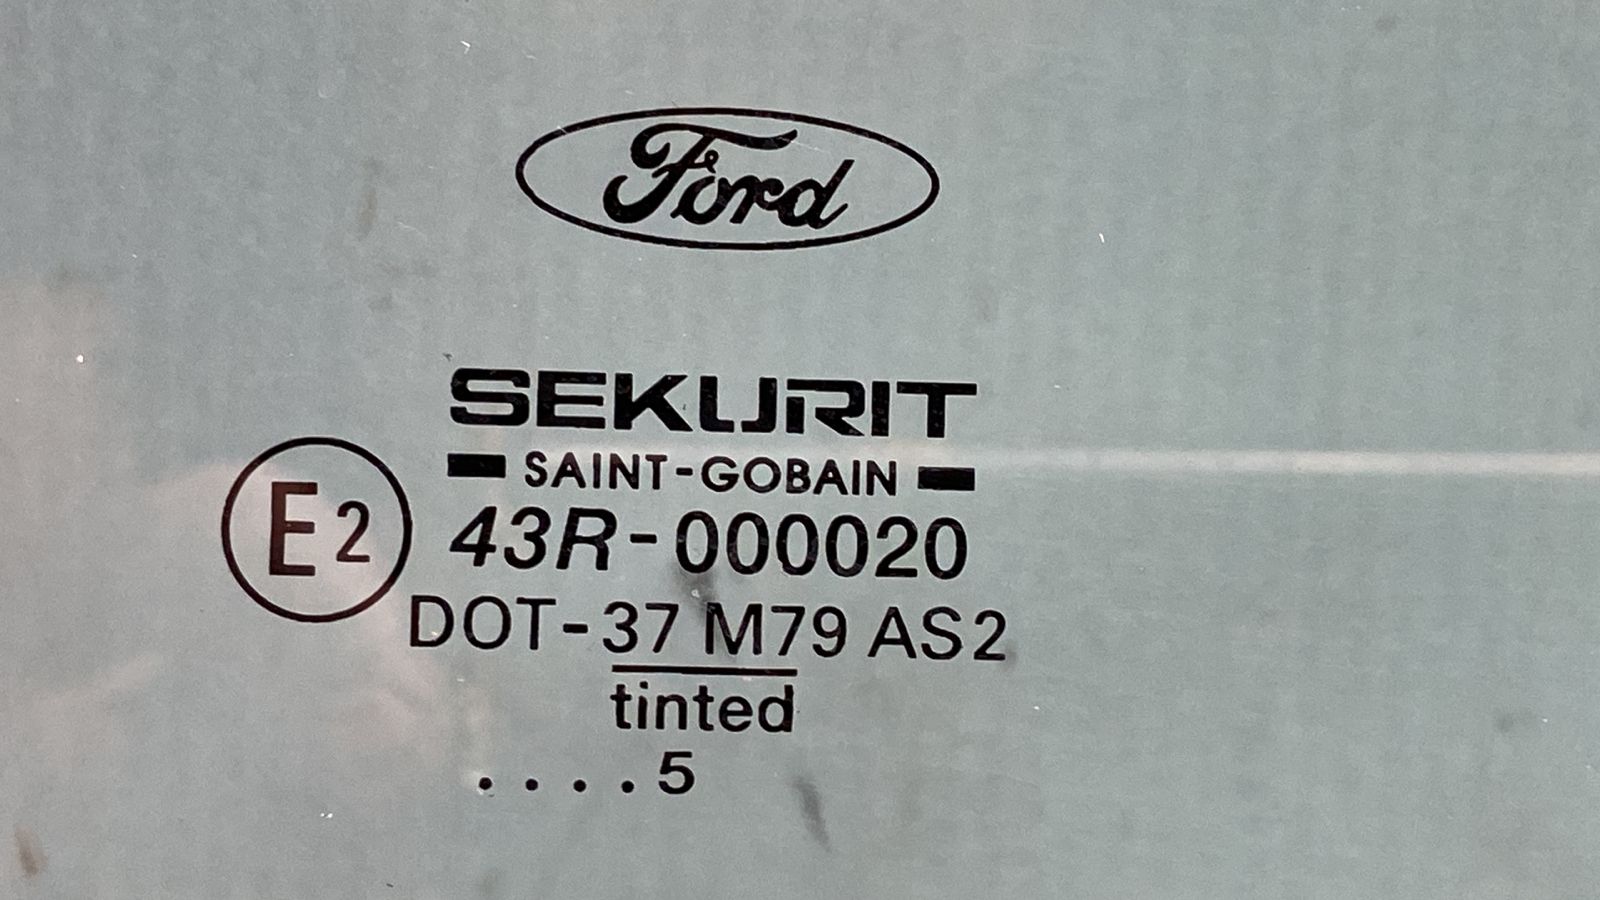 Ford
SEKURIT
SAINT-GOBAIN
E2
43R-000020
DOT-37 M79 AS2
tinted
....5